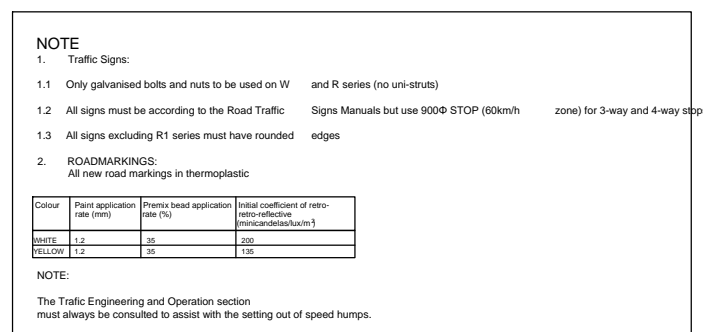 NOTE
1. Traffic Signs:
1.1 Only galvanised bolts and nuts to be used on W and R series (no uni-struts)
1.2 All signs must be according to the Road Traffic Signs Manuals but use 900Φ STOP (60km/h zone) for 3-way and 4-way stops
1.3 All signs excluding R1 series must have rounded edges
2. ROADMARKINGS:
All new road markings in thermoplastic
Colour Paint application rate (mm) Premix bead application rate (%) Initial coefficient of retro-retro-reflective (minicandelas/lux/m²)
WHITE 1.2 35 200
YELLOW 1.2 35 135
NOTE:
The Trafic Engineering and Operation section
must always be consulted to assist with the setting out of speed humps.